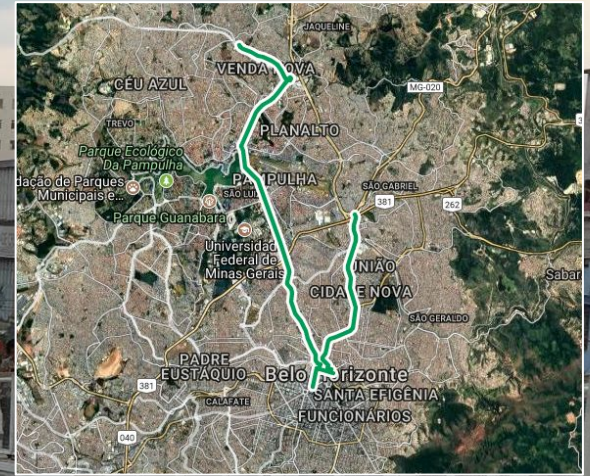 JAQUELINE
VENDA NOVA
CÉU AZUL
MG-020
TREVO
PLANALTO
Parque Ecológico
Da Pampulha
PAMPULHA
dação de Parques
Municipais e...
SÃO LUI
SÃO GABRIEL
381
262
Parque Guanabara
Universidad
Federal de
Minas Gerais
UNIÃO
CIDADE NOVA
Sabar
SÃO GERALDO
PADRE
EUSTÁQUIO
Belo Horizonte
381
SANTA EFIGÊNIA
CALAFATE
FUNCIONÁRIOS
040